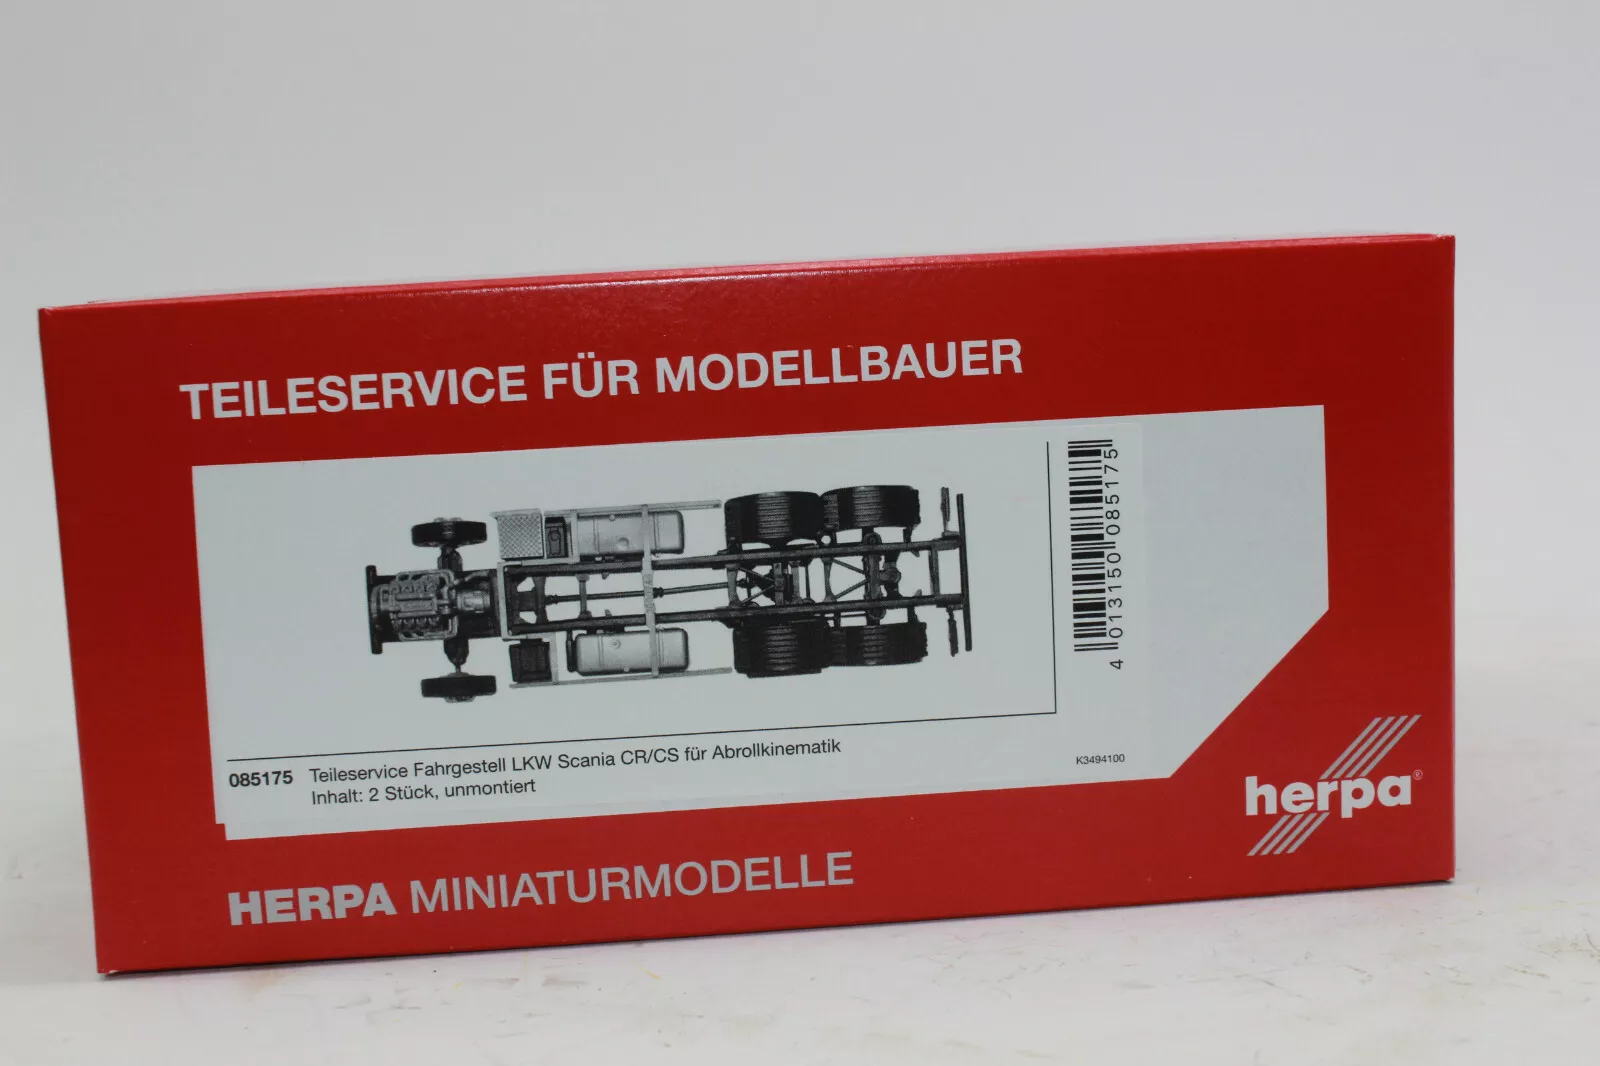 TEILESERVICE FÜR MODELLBAUER
4 013150 085175
085175 Teileservice Fahrgestell LKW Scania CR/CS für Abrollkinematik
Inhalt: 2 Stück, unmontiert
K3494100
herpa®
HERPA MINIATURMODELLE